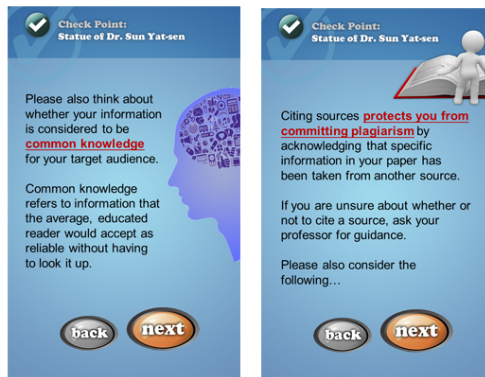 Check Point:
Statue of Dr. Sun Yat-sen
Please also think about
whether your information
is considered to be
common knowledge
for your target audience.
Common knowledge
refers to information that
the average, educated
reader would accept as
reliable without having
to look it up.
back
next
Check Point:
Statue of Dr. Sun Yat-sen
Citing sources protects you from
committing plagiarism by
acknowledging that specific
information in your paper has
been taken from another source.
If you are unsure about whether or
not to cite a source, ask your
professor for guidance.
Please also consider the
following…
back
next